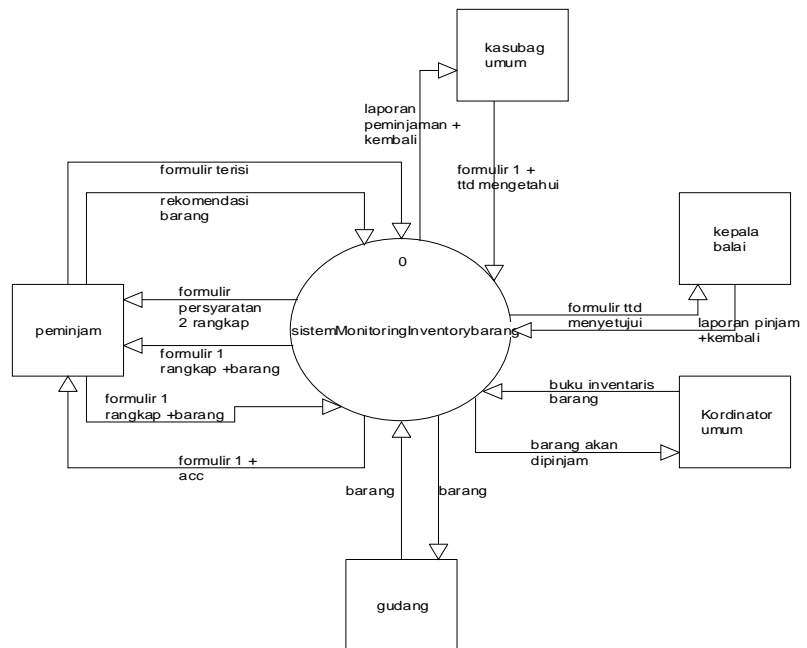 kasubag
umum
laporan
peminjaman +
kembali
formulir terisi
formulir 1 +
ttd mengetahui
rekomendasi
barang
kepala
balai
0
formulir
persyaratan
2 rangkap
peminjam
sistemMonitoringInventorybarang
formulir ttd
menyetujui
laporan pinjam
+kembali
formulir 1
rangkap +barang
formulir 1
rangkap +barang
buku inventaris
barang
Kordinator
umum
barang akan
dipinjam
formulir 1 +
acc
barang
barang
gudang